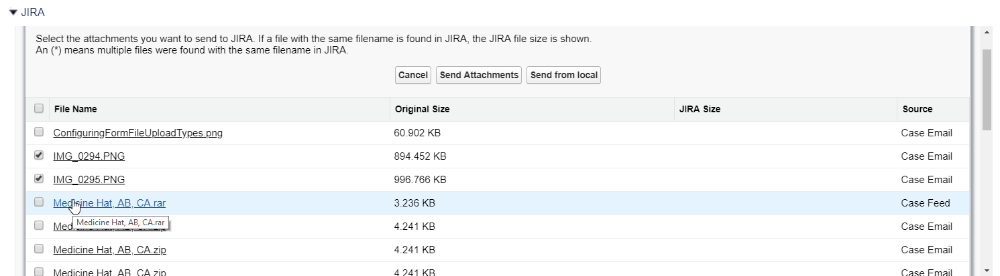 JIRA
Select the attachments you want to send to JIRA. If a file with the same filename is found in JIRA, the JIRA file size is shown.
An (*) means multiple files were found with the same filename in JIRA.
Cancel Send Attachments Send from local
File Name Original Size JIRA Size Source
ConfiguringFormFileUploadTypes.png 60.902 KB Case Email
IMG_0294.PNG 894.452 KB Case Email
IMG_0295.PNG 996.766 KB Case Email
Medicine Hat, AB, CA.rar 3.236 KB Case Feed
Medicine Hat, AB, CA.rar
4.241 KB Case Email
Medicine Hat, AB, CA.zip 4.241 KB Case Email
Medicine Hat, AB, CA.zip 4.241 KB Case Email